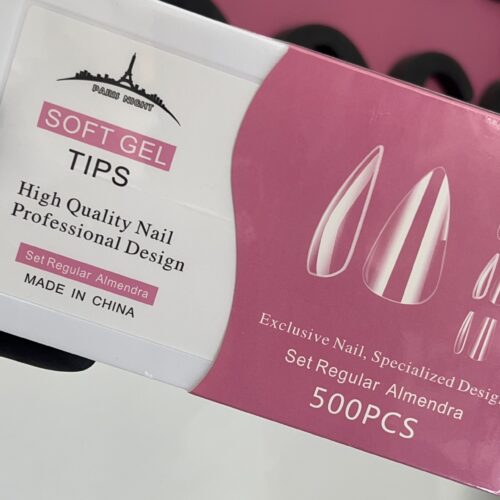 PARIS NIGHT
SOFT GEL
TIPS
High Quality Nail
Professional Design
Set Regular Almendra
MADE IN CHINA
Exclusive Nail, Specialized Desig
Set Regular Almendra
500PCS